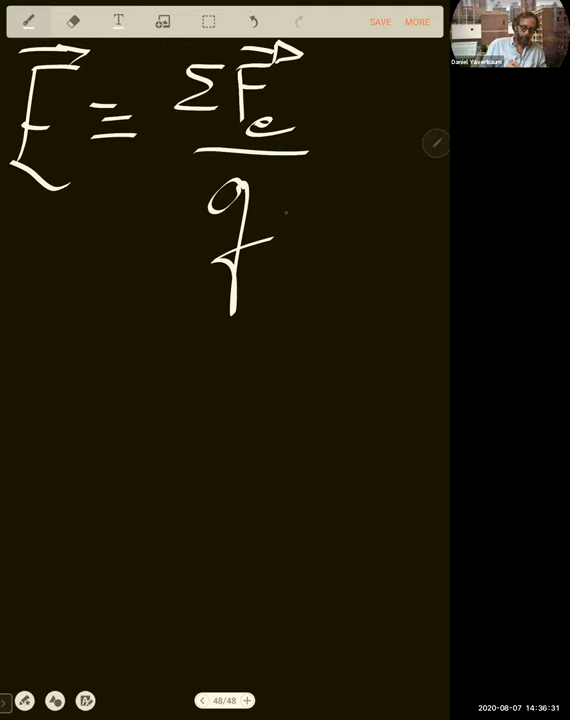 T SAVE MORE
Daniel Yaverbaum
E⃗ ≡ ΣF⃗e / q
48/48
2020-08-07 14:36:31